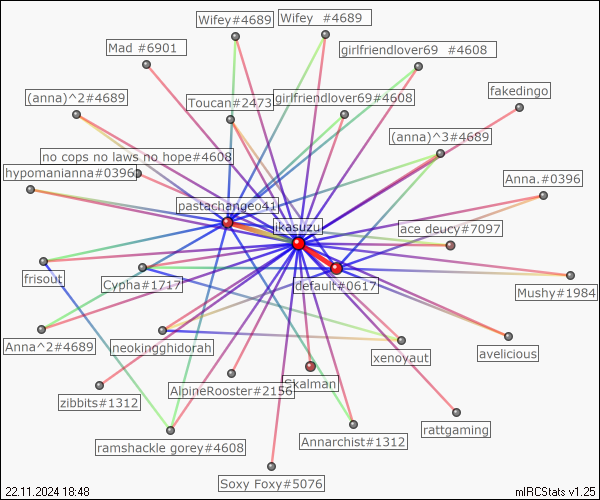 Wifey#4689
Wifey #4689
Mad #6901
girlfriendlover69 #4608
(anna)^2#4689
Toucan#2473
girlfriendlover69#4608
fakedingo
(anna)^3#4689
no cops no laws no hope#4608
hypomanianna#0396
Anna.#0396
pastachangeo41
jkasuzu
ace deucy#7097
frisout
Cypha#1717
default#0617
Mushy#1984
Anna^2#4689
neokingghidorah
xenoyaut
avelicious
zibbits#1312
AlpineRooster#2156
Skalman
rattgaming
ramshackle gorey#4608
Annarchist#1312
Soxy Foxy#5076
22.11.2024 18:48
mIRCStats v1.25